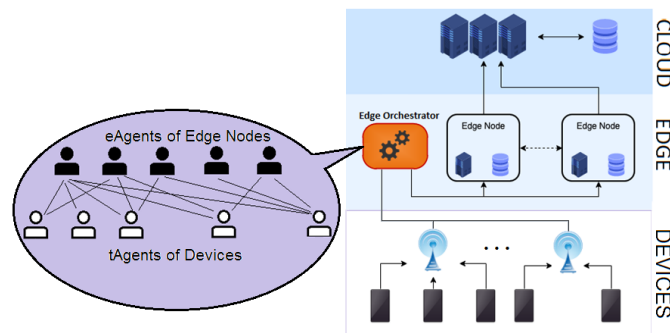 CLOUD
Edge Orchestrator
Edge Node
Edge Node
EDGE
eAgents of Edge Nodes
tAgents of Devices
DEVICES